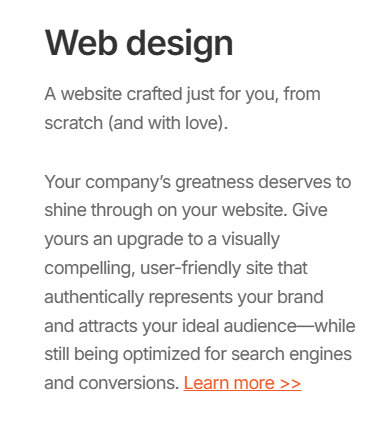 Web design
A website crafted just for you, from
scratch (and with love).
Your company’s greatness deserves to
shine through on your website. Give
yours an upgrade to a visually
compelling, user-friendly site that
authentically represents your brand
and attracts your ideal audience—while
still being optimized for search engines
and conversions. Learn more >>